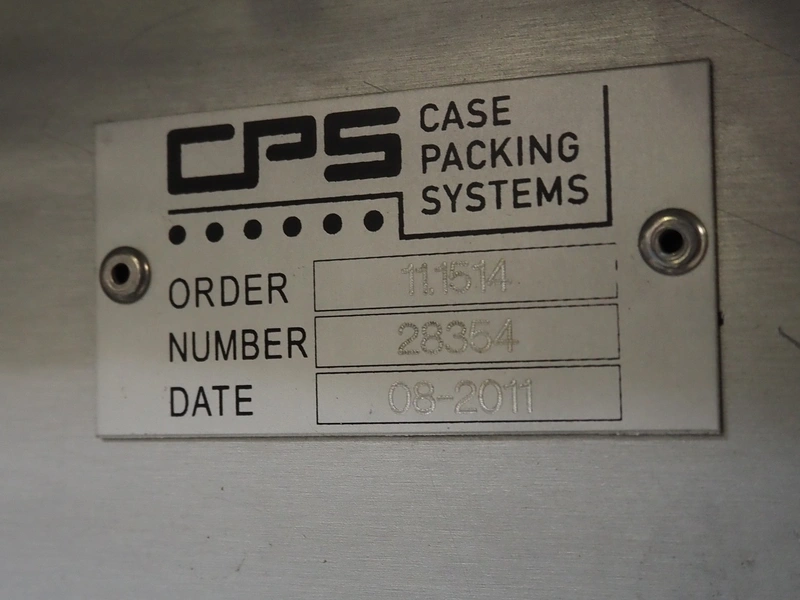 CPS
CASE
PACKING
SYSTEMS
ORDER 11.1514
NUMBER 28354
DATE 08-2011